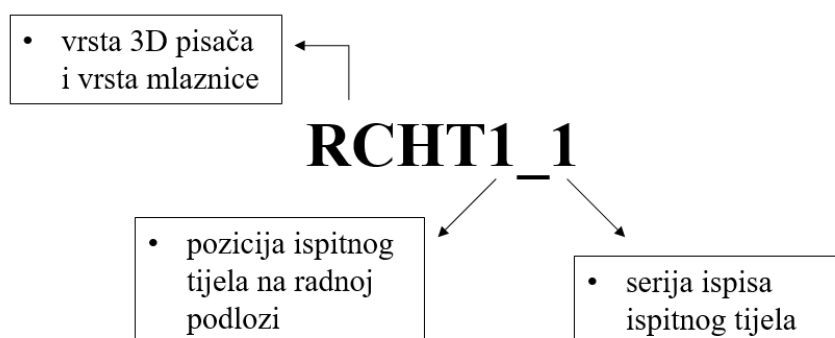 • vrsta 3D pisača
i vrsta mlaznice
RCHT1_1
• pozicija ispitnog
tijela na radnoj
podlozi
• serija ispisa
ispitnog tijela